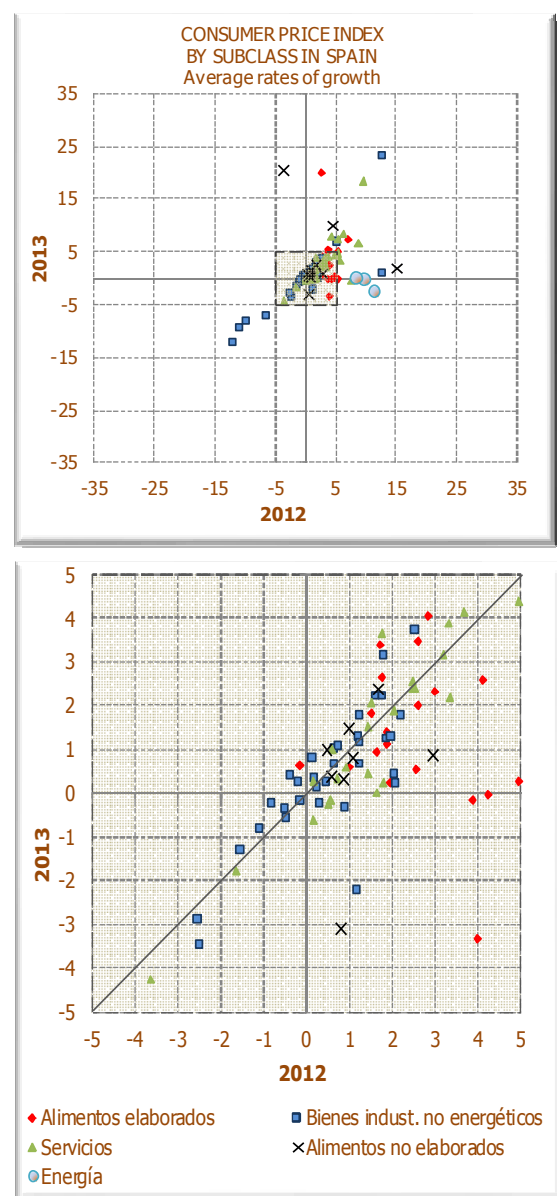 CONSUMER PRICE INDEX
BY SUBCLASS IN SPAIN
Average rates of growth
35
25
15
5
-5
-15
-25
-35
2013
-35 -25 -15 -5 5 15 25 35
2012
5
4
3
2
1
0
-1
-2
-3
-4
-5
2013
-5 -4 -3 -2 -1 0 1 2 3 4 5
2012
Alimentos elaborados Bienes indust. no energéticos
Servicios Alimentos no elaborados
Energía